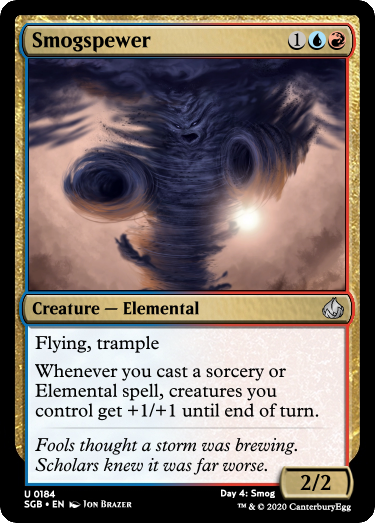 Smogspewer 1
Creature — Elemental
Flying, trample
Whenever you cast a sorcery or
Elemental spell, creatures you
control get +1/+1 until end of turn.
Fools thought a storm was brewing.
Scholars knew it was far worse.
2/2
U 0184
Day 4: Smog
SGB • EN JON BRAZER
™ & © 2020 CanterburyEgg